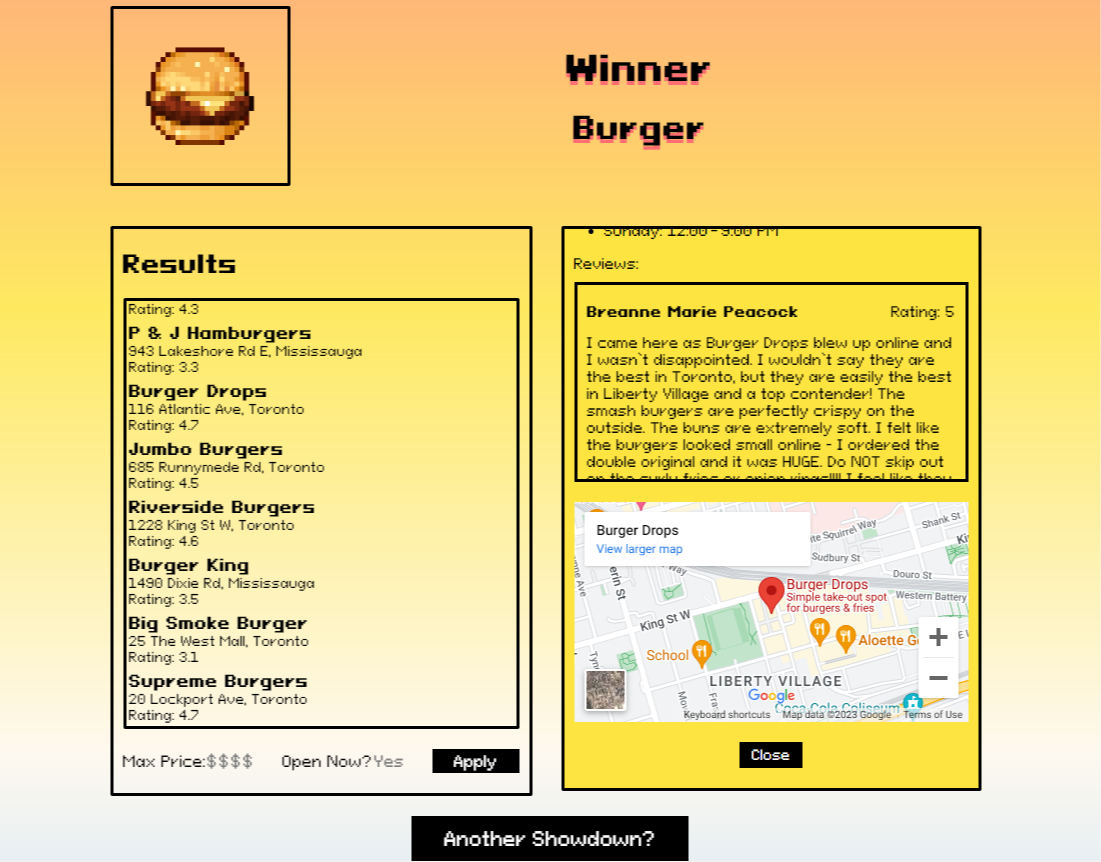 Winner
Burger
Results
Rating: 4.3
P & J Hamburgers
943 Lakeshore Rd E, Mississauga
Rating: 3.3
Burger Drops
116 Atlantic Ave, Toronto
Rating: 4.7
Jumbo Burgers
685 Runnymede Rd, Toronto
Rating: 4.5
Riverside Burgers
1228 King St W, Toronto
Rating: 4.6
Burger King
1490 Dixie Rd, Mississauga
Rating: 3.5
Big Smoke Burger
25 The West Mall, Toronto
Rating: 3.1
Supreme Burgers
20 Lockport Ave, Toronto
Rating: 4.7
Max Price:$$$$ Open Now?Yes Apply
• Sunday: 12:00 – 9:00 PM
Reviews:
Breanne Marie Peacock Rating: 5
I came here as Burger Drops blew up online and
I wasn`t disappointed. I wouldn`t say they are
the best in Toronto, but they are easily the best
in Liberty Village and a top contender! The
smash burgers are perfectly crispy on the
outside. The buns are extremely soft. I felt like
the burgers looked small online - I ordered the
double original and it was HUGE. Do NOT skip out
Burger Drops
View larger map
Shank St
Sudbury St
Douro St
Western Battery
King St W
Burger Drops
Simple take-out spot
for burgers & fries
Aloette
School
LIBERTY VILLAGE
Google
Coca-Cola Coliseum
Keyboard shortcuts Map data ©2023 Google Terms of Use
Close
Another Showdown?